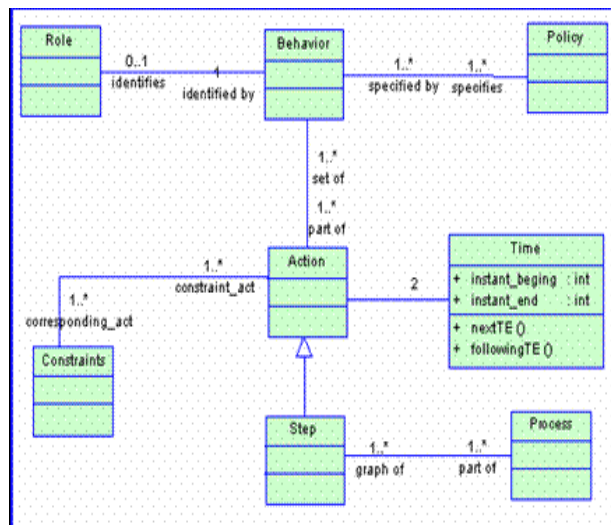 Role
Behavior
Policy
0..1
identifies
1
identified by
1..*
specified by
1..*
specifies
1..*
set of
1..*
part of
Action
Time
+ instant_beging : int
+ instant_end : int
+ nextTE ()
+ followingTE ()
2
1..*
constraint_act
1..*
corresponding_act
Constraints
Step
1..*
graph of
1..*
part of
Process